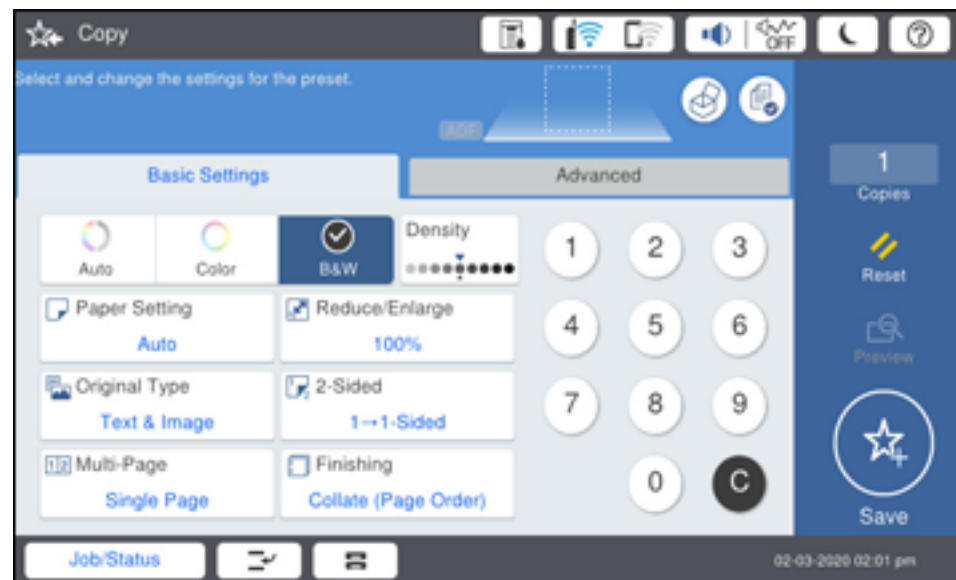 Copy
OFF
Select and change the settings for the preset.
ADF
Basic Settings
Advanced
1
Copies
Auto
Color
B&W
Density
1
2
3
Reset
Paper Setting
Auto
Reduce/Enlarge
100%
4
5
6
Preview
Original Type
Text & Image
2-Sided
1→1-Sided
7
8
9
Multi-Page
Single Page
Finishing
Collate (Page Order)
0
C
Save
Job/Status
02-03-2020 02:01 pm